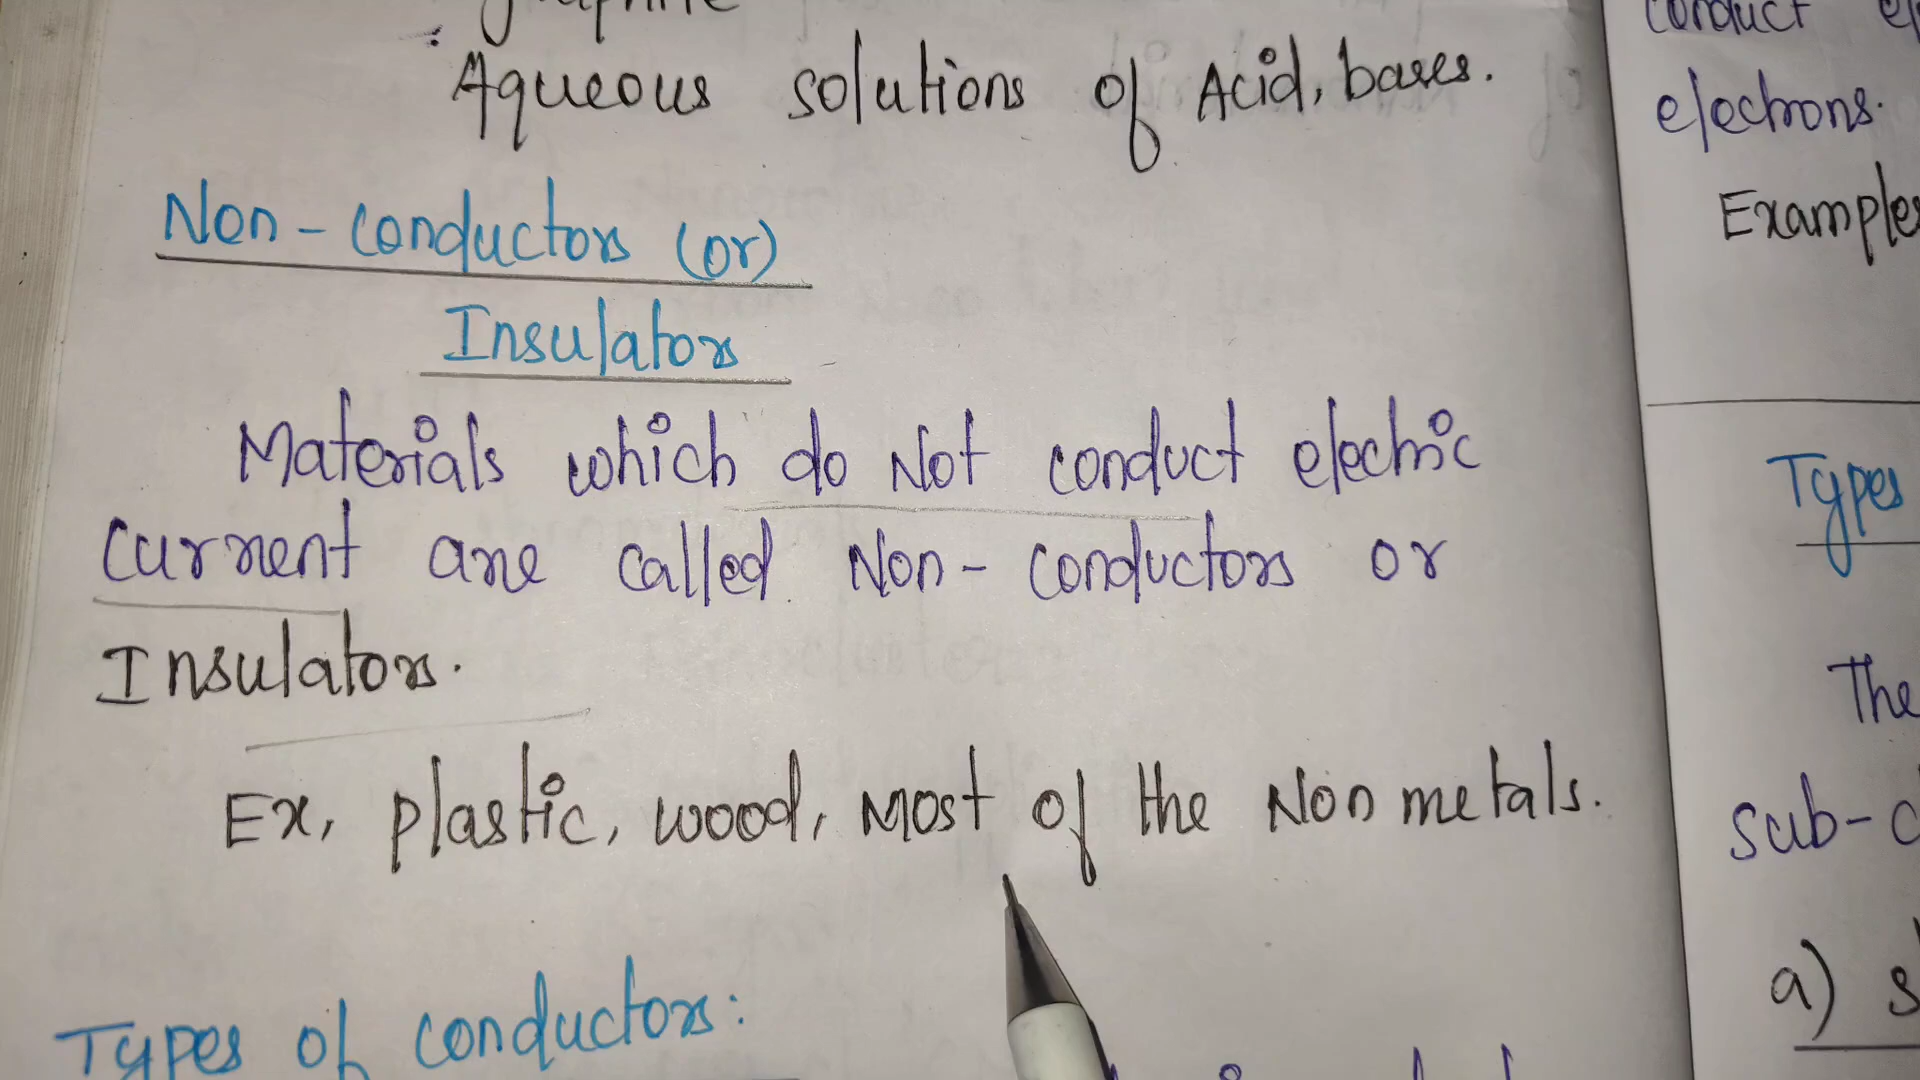 graphite
Aqueous solutions of Acid, bases.
Non-conductors (or)
Insulators
Materials which do Not conduct electric
current are called Non-conductors or
Insulators.
Ex, plastic, wood, Most of the Non metals.
Types of conductors:
conduct
electrons.
Examples
Types
The
sub-c
a) s